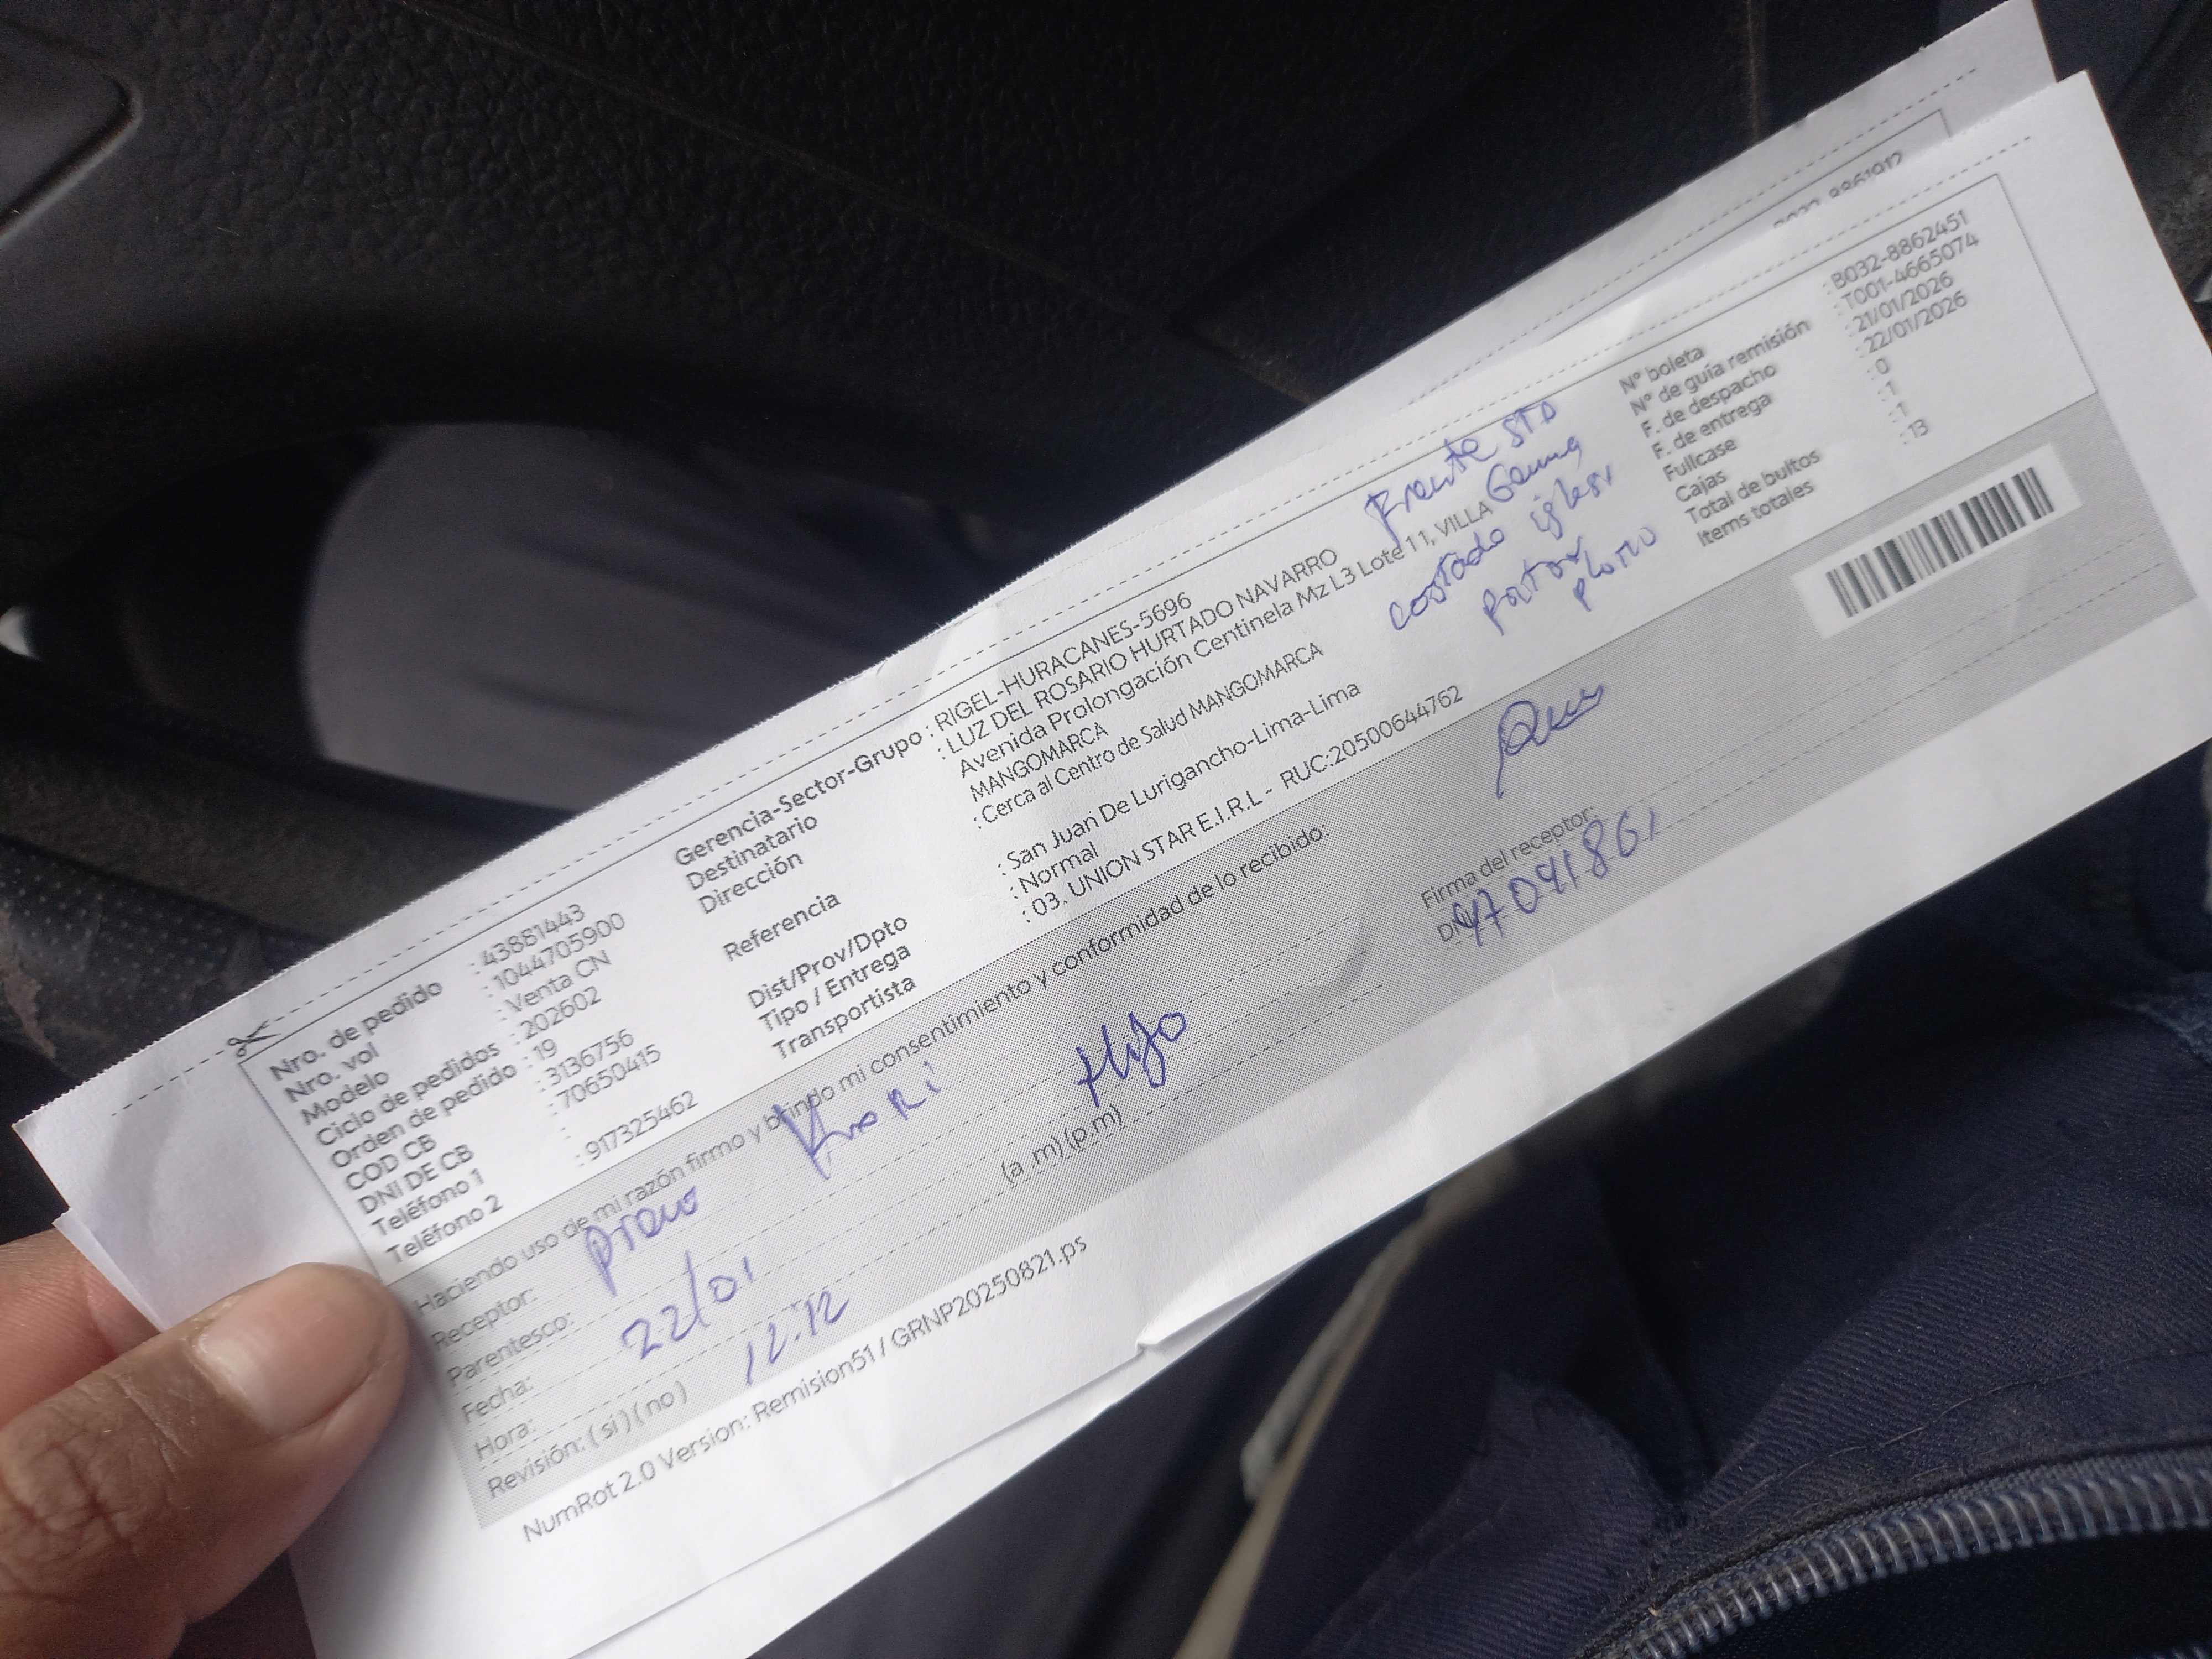 B032-8861912
Nro. de pedido : 43881443
Nro. vol : 1044705900
Modelo : Venta CN
Ciclo de pedidos : 202602
Orden de pedido : 19
COD CB : 3136756
DNI DE CB : 70650415
Teléfono 1 :
Teléfono 2 : 917325462
Gerencia-Sector-Grupo : RIGEL-HURACANES-5696
Destinatario : LUZ DEL ROSARIO HURTADO NAVARRO
Dirección Avenida Prolongación Centinela Mz L3 Lote 11, VILLA
MANGOMARCA
Referencia : Cerca al Centro de Salud MANGOMARCA
Dist/Prov/Dpto : San Juan De Lurigancho-Lima-Lima
Tipo / Entrega : Normal
Transportista : 03. UNION STAR E.I.R.L - RUC:20500644762
Frente STD
Gamg
costado
plomo
N° boleta : B032-8862451
N° de guía remisión : T001-4665074
F. de despacho : 21/01/2026
F. de entrega : 22/01/2026
Fullcase : 0
Cajas : 1
Total de bultos : 1
Items totales : 13
Haciendo uso de mi razón firmo y brindo mi consentimiento y conformidad de lo recibido:
Receptor:
Parentesco: Hijo
Fecha: 22/01
Hora: 12:12 (a .m) (p.m)
Revisión: ( si ) ( no )
Firma del receptor:
DNI: 47041861
NumRot 2.0 Version: Remision51 / GRNP20250821.ps